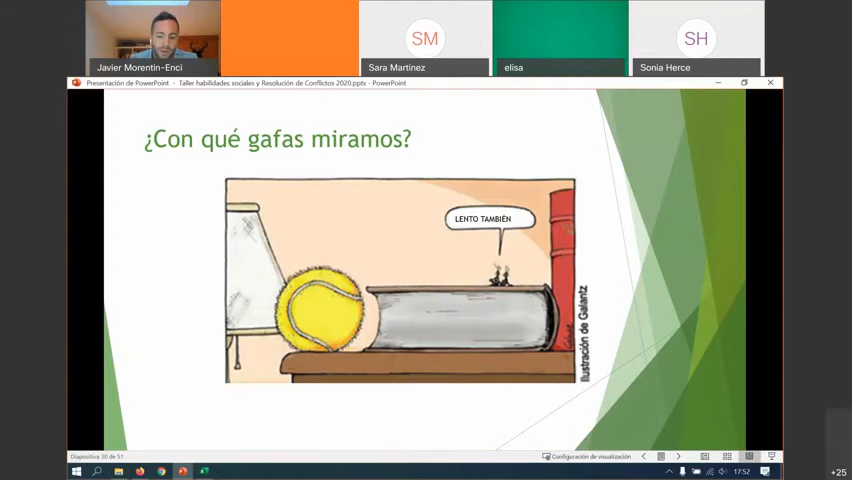 SM
SH
Javier Morentin-Enci
Sara Martinez
elisa
Sonia Herce
Presentación de PowerPoint - Taller habilidades sociales y Resolución de Conflictos 2020.pptx - PowerPoint
¿Con qué gafas miramos?
LENTO TAMBIÉN
Ilustración de Galantz
Diapositiva 30 de 51
Configuración de visualización
17:52
+25